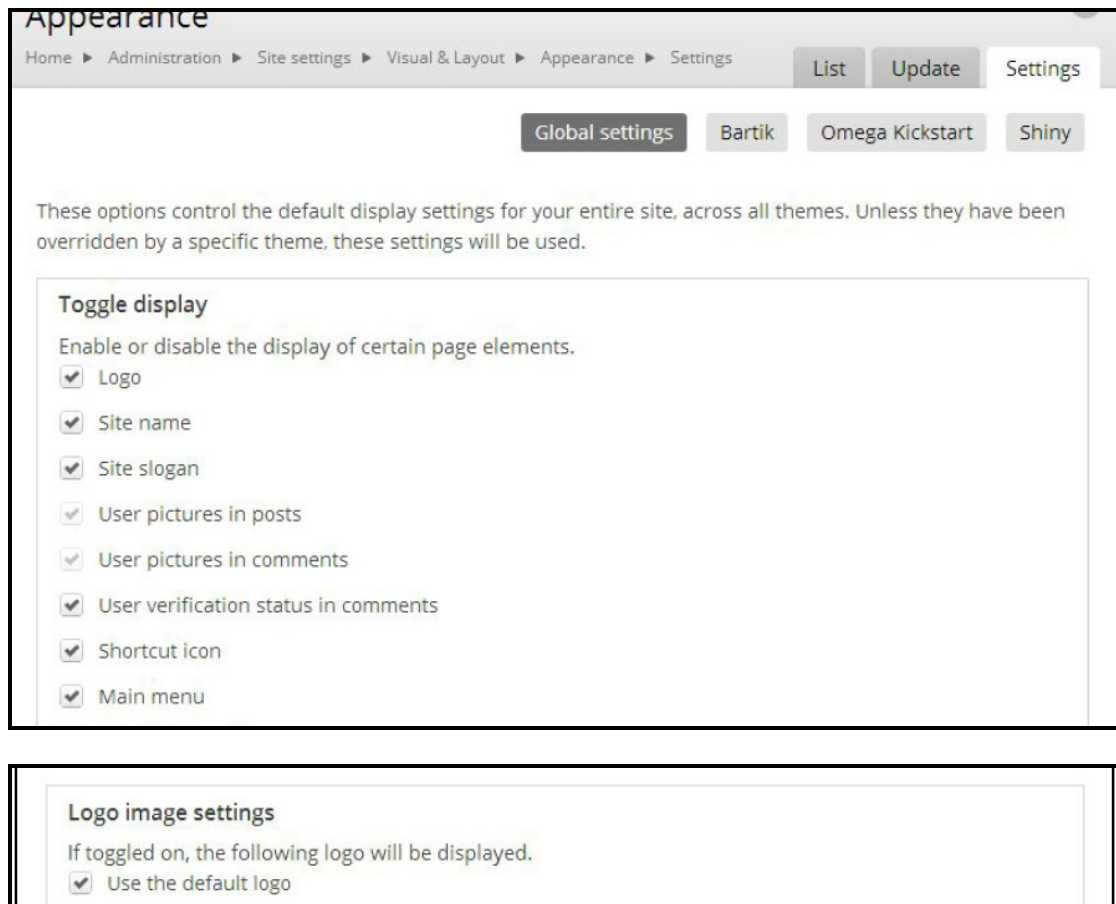 Appearance
Home ▶ Administration ▶ Site settings ▶ Visual & Layout ▶ Appearance ▶ Settings
List Update Settings
Global settings Bartik Omega Kickstart Shiny
These options control the default display settings for your entire site, across all themes. Unless they have been
overridden by a specific theme, these settings will be used.
Toggle display
Enable or disable the display of certain page elements.
Logo
Site name
Site slogan
User pictures in posts
User pictures in comments
User verification status in comments
Shortcut icon
Main menu
Logo image settings
If toggled on, the following logo will be displayed.
Use the default logo